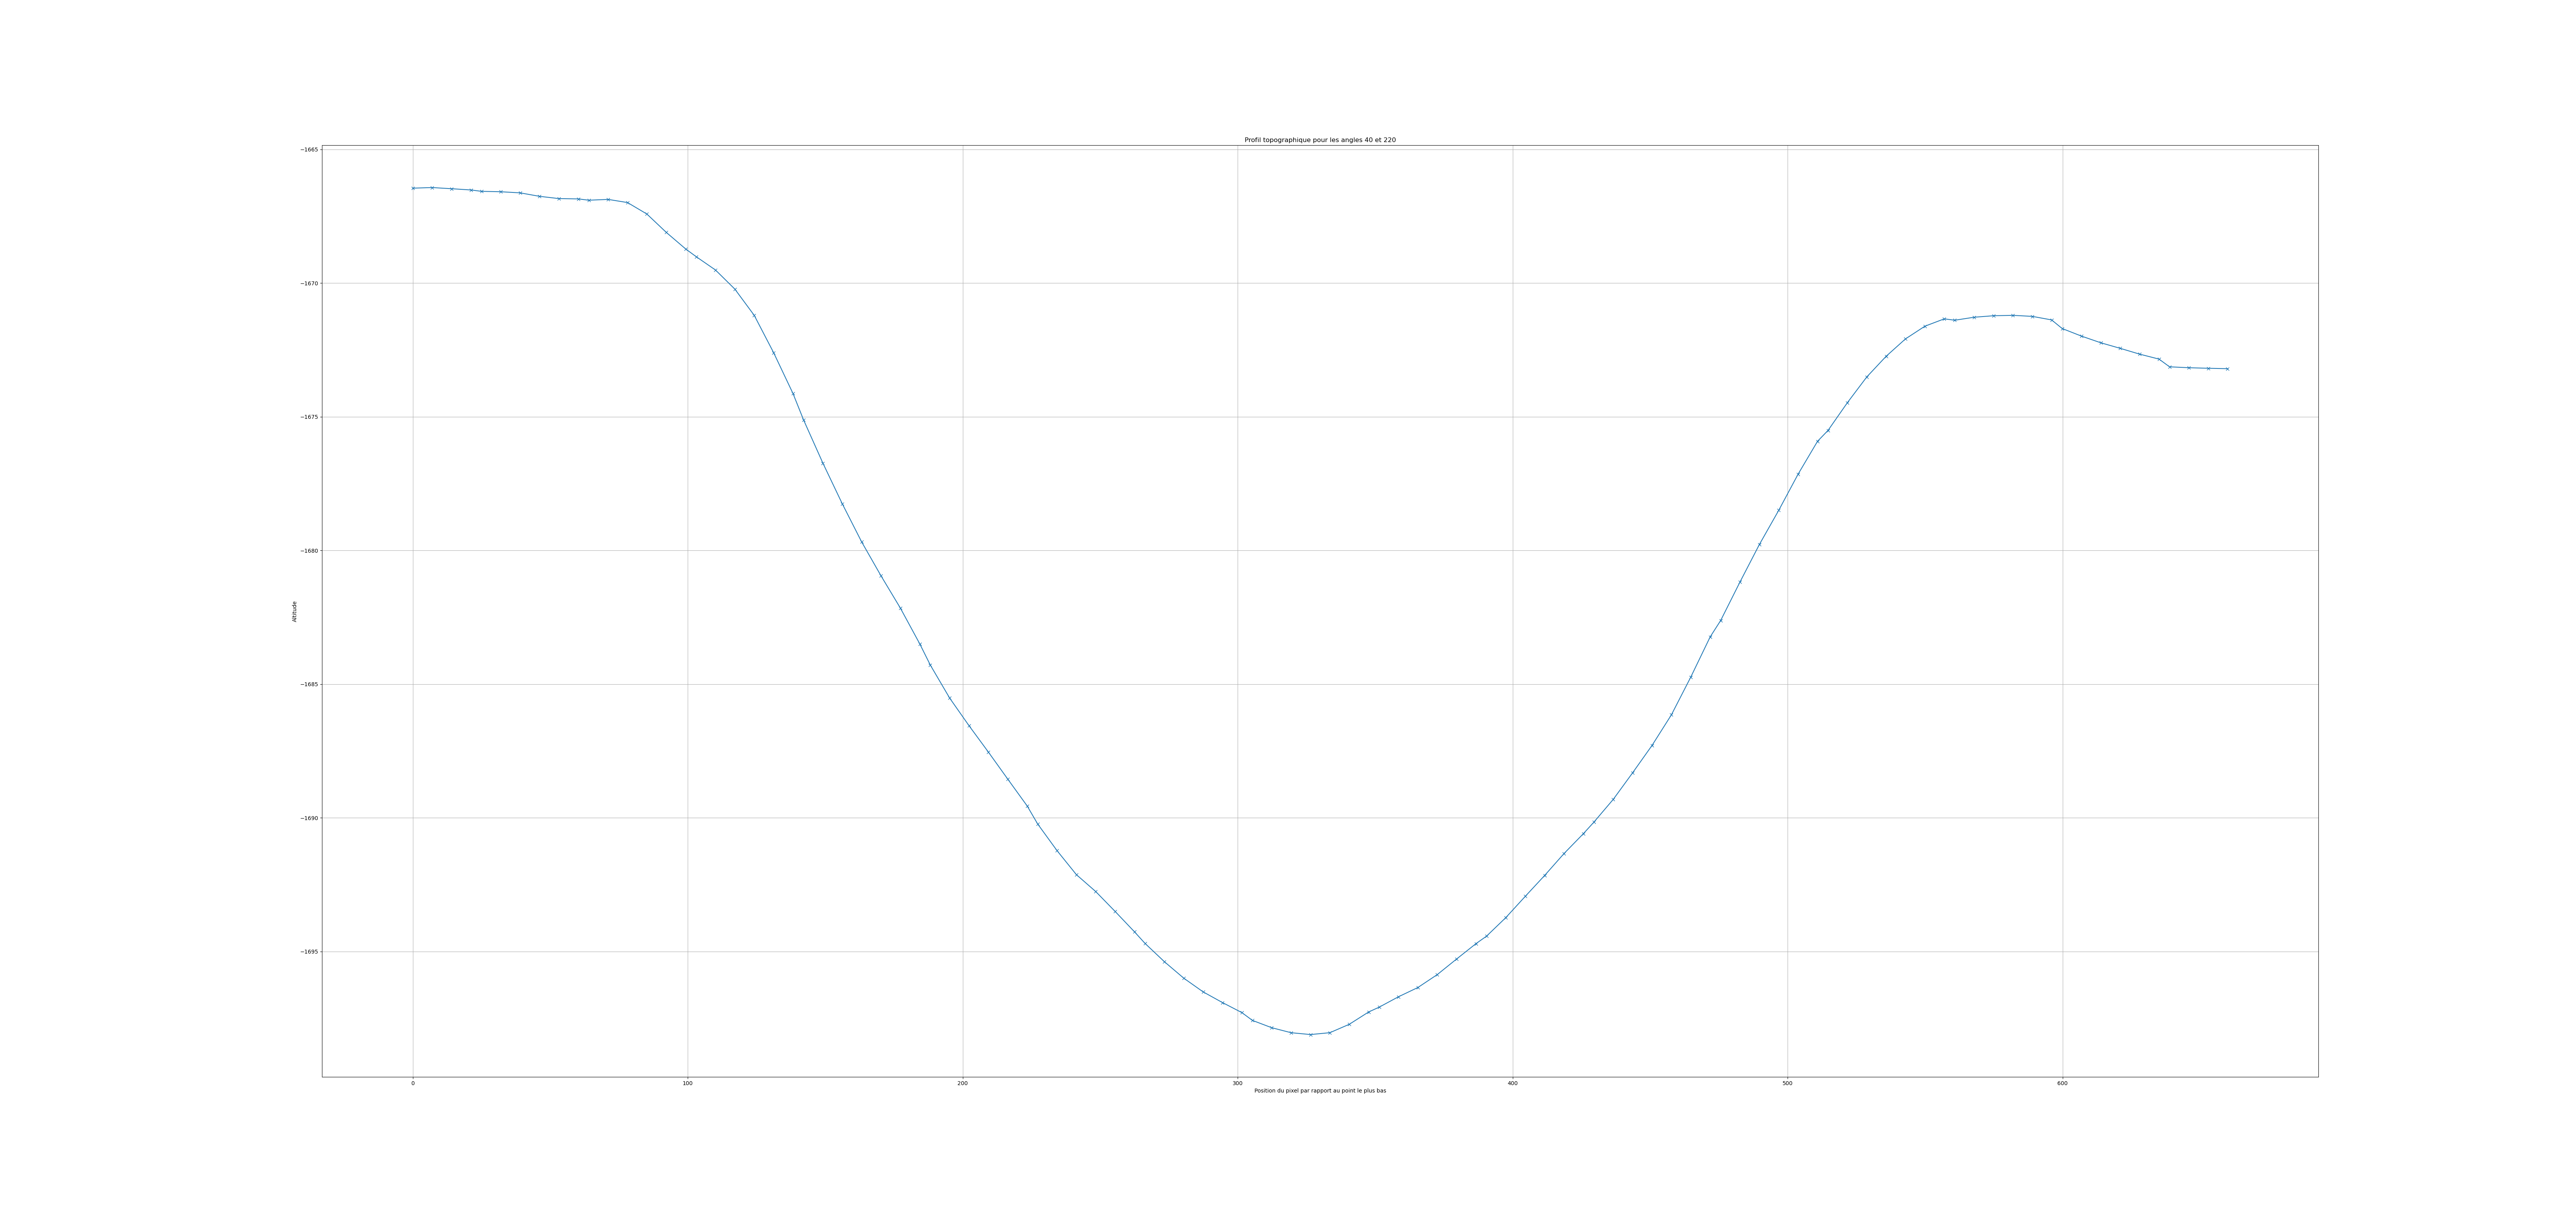 Profil topographique pour les angles 40 et 220
−1665
−1670
−1675
−1680
−1685
−1690
−1695
Altitude
0 100 200 300 400 500 600
Position du pixel par rapport au point le plus bas